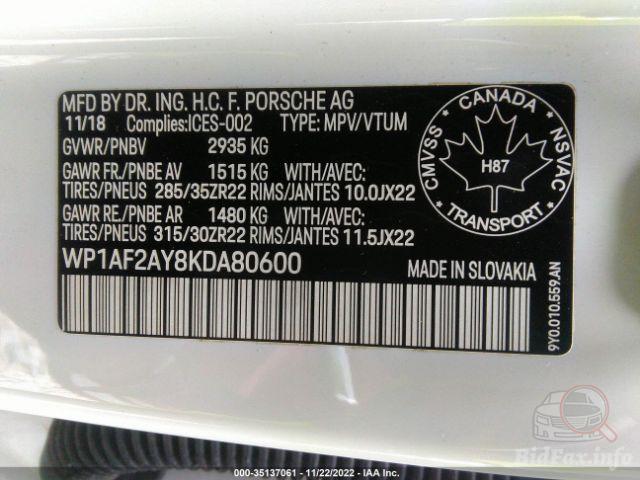 MFD BY DR. ING. H.C. F. PORSCHE AG
11/18 Complies:ICES-002 TYPE: MPV/VTUM
GVWR/PNBV 2935 KG
GAWR FR./PNBE AV 1515 KG WITH/AVEC:
TIRES/PNEUS 285/35ZR22 RIMS/JANTES 10.0JX22
GAWR RE./PNBE AR 1480 KG WITH/AVEC:
TIRES/PNEUS 315/30ZR22 RIMS/JANTES 11.5JX22
WP1AF2AY8KDA80600 MADE IN SLOVAKIA
CANADA
CMVSS
NSVAC
H87
TRANSPORT
9Y0.010.559.AN
BidFax.info
000-35137061 - 11/22/2022 - IAA Inc.